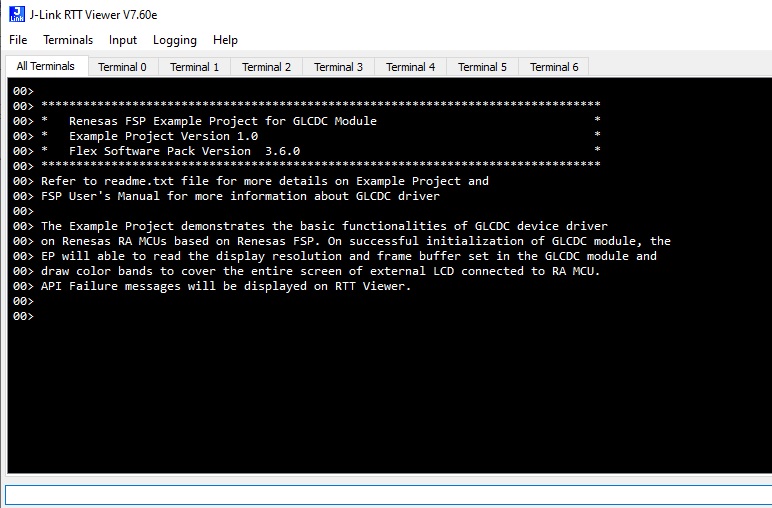 J-Link RTT Viewer V7.60e
File Terminals Input Logging Help
All Terminals Terminal 0 Terminal 1 Terminal 2 Terminal 3 Terminal 4 Terminal 5 Terminal 6
00>
00> ********************************************************************************
00> *   Renesas FSP Example Project for GLCDC Module                               *
00> *   Example Project Version 1.0                                                *
00> *   Flex Software Pack Version  3.6.0                                          *
00> ********************************************************************************
00> Refer to readme.txt file for more details on Example Project and
00> FSP User's Manual for more information about GLCDC driver
00>
00> The Example Project demonstrates the basic functionalities of GLCDC device driver
00> on Renesas RA MCUs based on Renesas FSP. On successful initialization of GLCDC module, the
00> EP will able to read the display resolution and frame buffer set in the GLCDC module and
00> draw color bands to cover the entire screen of external LCD connected to RA MCU.
00> API Failure messages will be displayed on RTT Viewer.
00>
00>